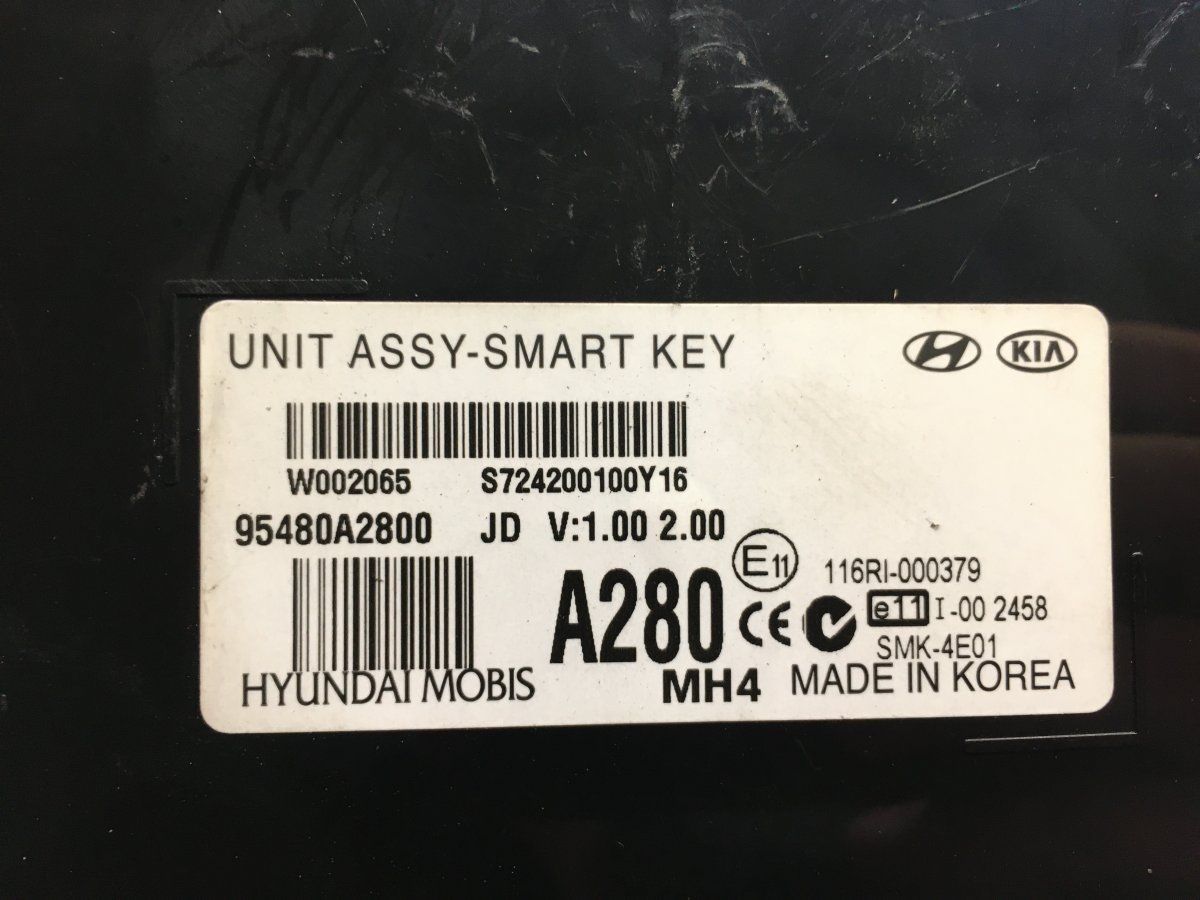 UNIT ASSY-SMART KEY
KIA
W002065 S724200100Y16
95480A2800 JD V:1.00 2.00
E11 116RI-000379
A280 CE e11 I-00 2458
SMK-4E01
HYUNDAI MOBIS MH4 MADE IN KOREA